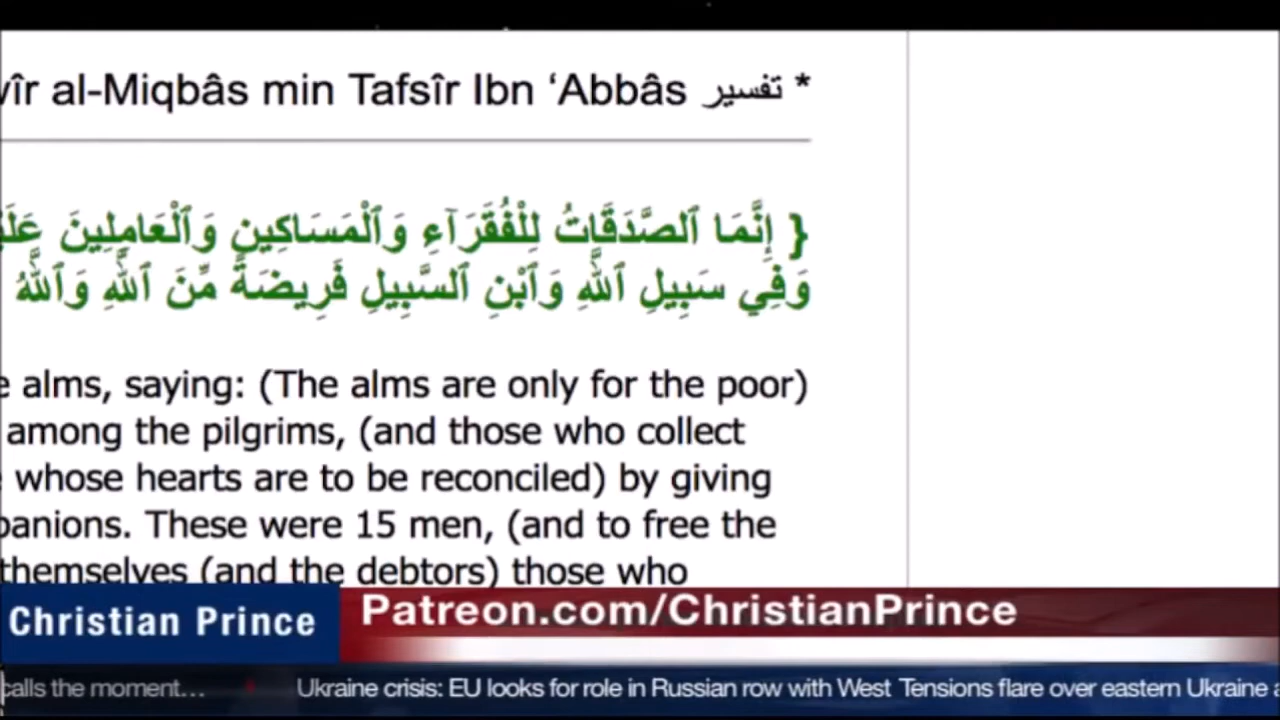 wîr al-Miqbâs min Tafsîr Ibn ‘Abbâs تفسير *
{ إِنَّمَا ٱلصَّدَقَاتُ لِلْفُقَرَآءِ وَٱلْمَسَاكِينِ وَٱلْعَامِلِينَ
وَفِي سَبِيلِ ٱللَّهِ وَٱبْنِ ٱلسَّبِيلِ فَرِيضَةً مِّنَ ٱللَّهِ وَٱللَّهُ
alms, saying: (The alms are only for the poor)
among the pilgrims, (and those who collect
whose hearts are to be reconciled) by giving
panions. These were 15 men, (and to free the
themselves (and the debtors) those who
Christian Prince
Patreon.com/ChristianPrince
calls the moment... Ukraine crisis: EU looks for role in Russian row with West Tensions flare over eastern Ukraine